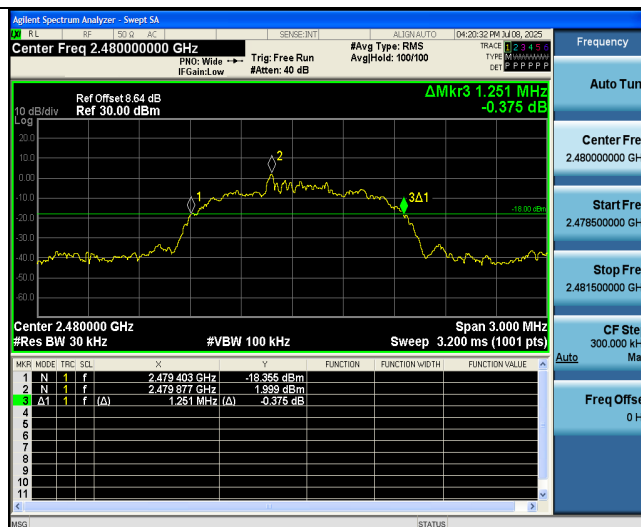 Agilent Spectrum Analyzer - Swept SA
LXI RL RF 50 Ω AC SENSE:INT ALIGN AUTO 04:20:32 PM Jul 08, 2025
Center Freq 2.480000000 GHz #Avg Type: RMS TRACE 1 2 3 4 5 6
PNO: Wide Trig: Free Run Avg|Hold: 100/100 TYPE M W W W W W
IFGain:Low #Atten: 40 dB DET P P P P P P
ΔMkr3 1.251 MHz
Ref Offset 8.64 dB
10 dB/div Ref 30.00 dBm -0.375 dB
Log
20.0
2
10.0
0.00
1 3Δ1
-10.0
-18.00 dBm
-20.0
-30.0
-40.0
-50.0
-60.0
Center 2.480000 GHz Span 3.000 MHz
#Res BW 30 kHz #VBW 100 kHz Sweep 3.200 ms (1001 pts)
MKR MODE TRC SCL X Y FUNCTION FUNCTION WIDTH FUNCTION VALUE
1 N 1 f 2.479 403 GHz -18.355 dBm
2 N 1 f 2.479 877 GHz 1.999 dBm
3 Δ1 1 f (Δ) 1.251 MHz (Δ) -0.375 dB
4
5
6
7
8
9
10
11
MSG STATUS
Frequency
Auto Tun
Center Fre
2.480000000 GH
Start Fre
2.478500000 GH
Stop Fre
2.481500000 GH
CF Ste
300.000 kH
Auto Ma
Freq Offse
0 H